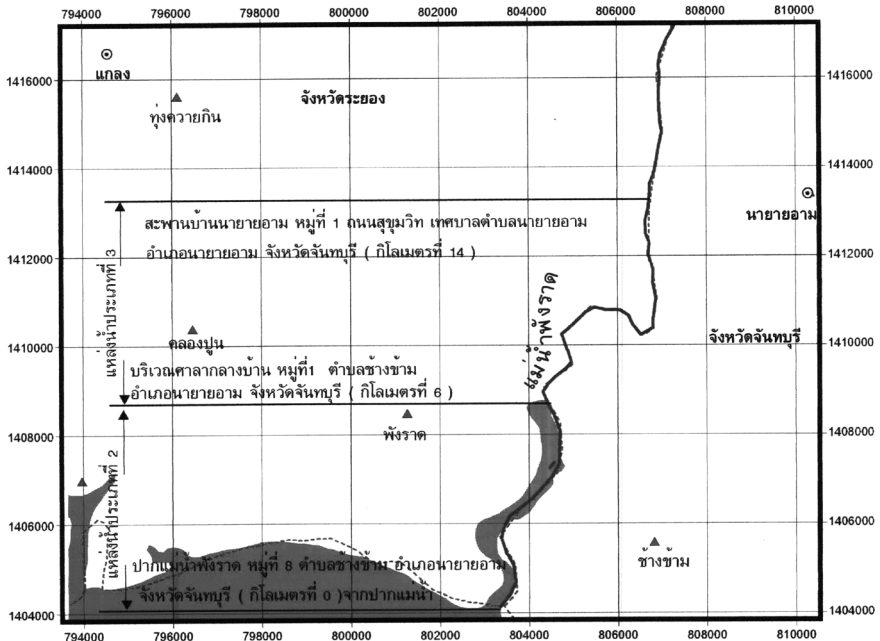 794000 796000 798000 800000 802000 804000 806000 808000 810000
1416000 1416000
แกลง
ทุ่งควายกิน
จังหวัดระยอง
1414000 1414000
นายายอาม
สะพานบ้านนายายอาม หมู่ที่ 1 ถนนสุขุมวิท เทศบาลตำบลนายายอาม
อำเภอนายายอาม จังหวัดจันทบุรี ( กิโลเมตรที่ 14 )
1412000 1412000
แหล่งน้ำประเภทที่ 3
แม่น้ำพังราด
คลองปูน
จังหวัดจันทบุรี
1410000 1410000
บริเวณศาลากลางบ้าน หมู่ที่1 ตำบลช้างข้าม
อำเภอนายายอาม จังหวัดจันทบุรี ( กิโลเมตรที่ 6 )
1408000 1408000
พังราด
แหล่งน้ำประเภทที่ 2
1406000 1406000
ช้างข้าม
ปากแม่น้ำพังราด หมู่ที่ 8 ตำบลช้างข้าม อำเภอนายายอาม
จังหวัดจันทบุรี ( กิโลเมตรที่ 0 )จากปากแม่น้ำ
1404000 1404000
794000 796000 798000 800000 802000 804000 806000 808000 810000